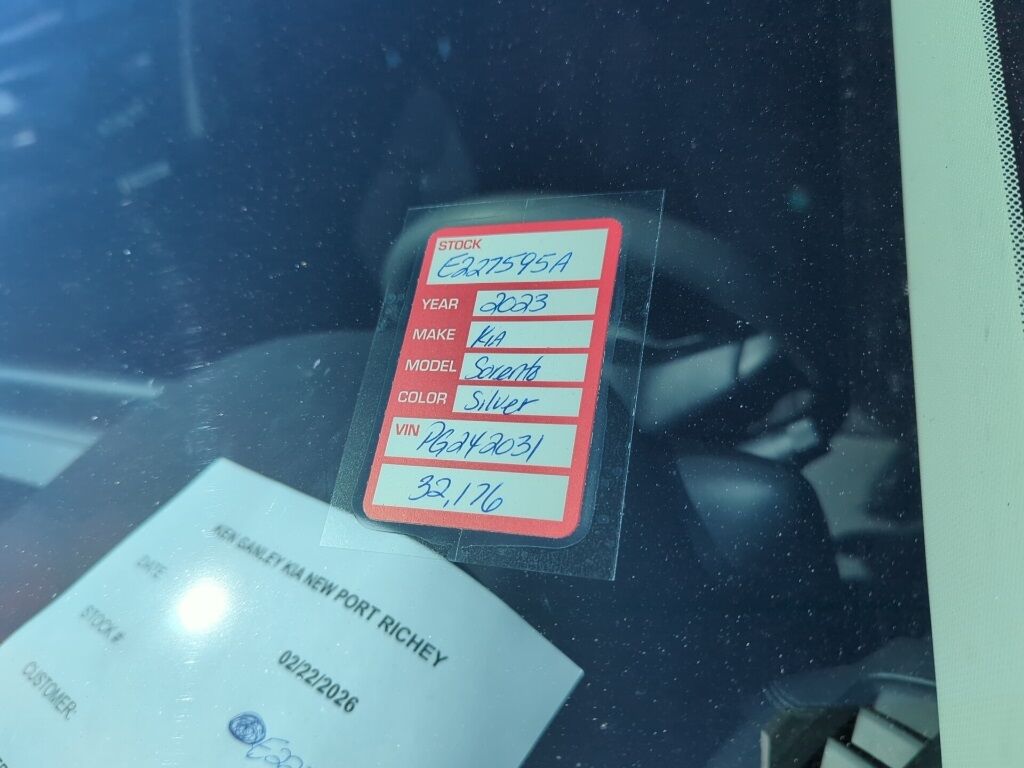 STOCK
E227595A
YEAR 2023
MAKE KIA
MODEL Sorento
COLOR Silver
VIN PG242031
32,176
KEN GANLEY KIA NEW PORT RICHEY
DATE 02/22/2026
STOCK # E22
CUSTOMER: